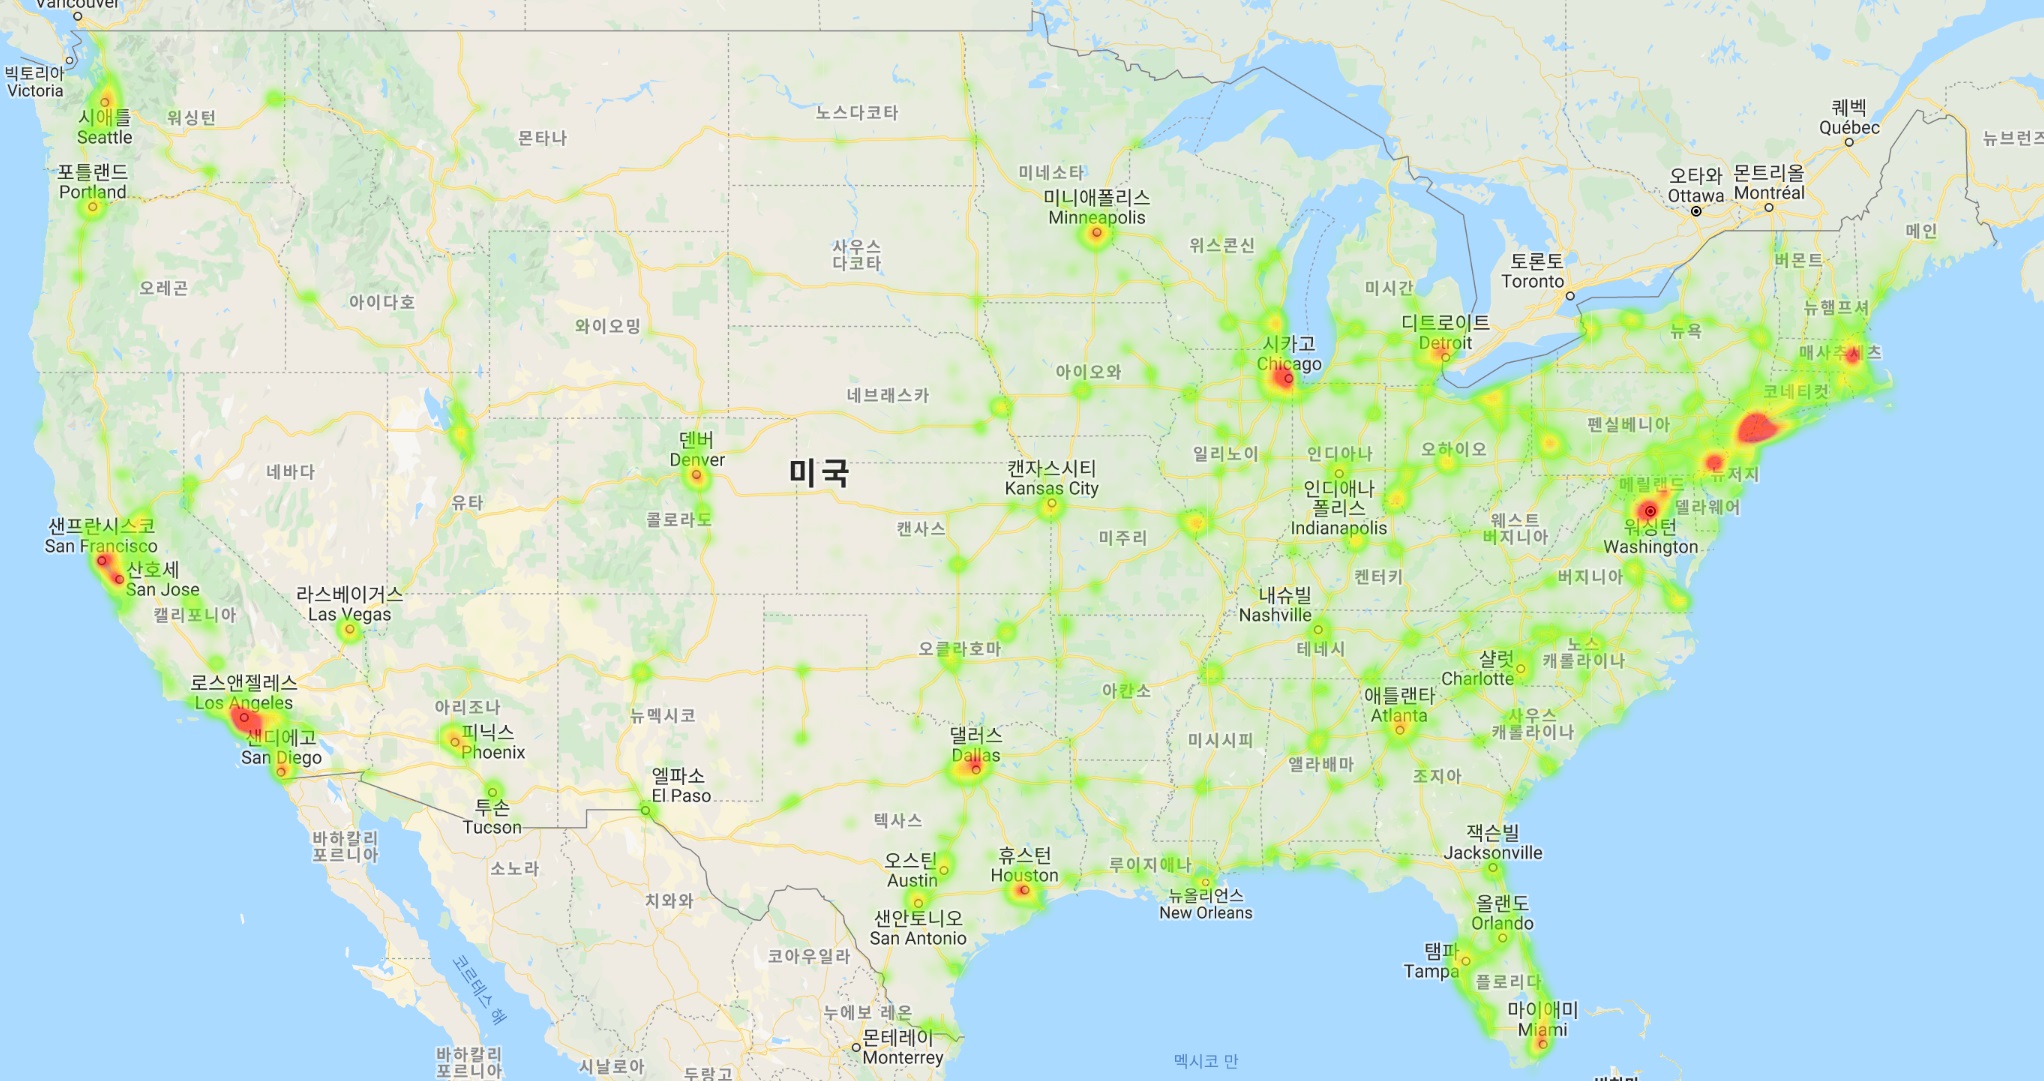 Vancouver
빅토리아
Victoria
시애틀
Seattle
워싱턴
몬타나
노스다코타
퀘벡
Québec
뉴브런즈
포틀랜드
Portland
미네소타
미니애폴리스
Minneapolis
오타와
Ottawa
몬트리올
Montréal
메인
사우스
다코타
위스콘신
토론토
Toronto
버몬트
오레곤
아이다호
미시간
뉴햄프셔
와이오밍
디트로이트
Detroit
뉴욕
시카고
Chicago
매사추세츠
아이오와
네브래스카
코네티컷
펜실베니아
덴버
Denver
미국
네바다
유타
캔자스시티
Kansas City
일리노이
인디아나
오하이오
뉴저지
메릴랜드
델라웨어
인디애나
폴리스
Indianapolis
콜로라도
캔사스
미주리
웨스트
버지니아
워싱턴
Washington
샌프란시스코
San Francisco
산호세
San Jose
캘리포니아
라스베이거스
Las Vegas
켄터키
버지니아
내슈빌
Nashville
테네시
오클라호마
노스
캐롤라이나
샬럿
Charlotte
로스앤젤레스
Los Angeles
아리조나
뉴멕시코
아칸소
애틀랜타
Atlanta
사우스
캐롤라이나
샌디에고
San Diego
피닉스
Phoenix
댈러스
Dallas
미시시피
앨라배마
조지아
엘파소
El Paso
투손
Tucson
텍사스
바하칼리
포르니아
소노라
치와와
오스틴
Austin
휴스턴
Houston
루이지애나
잭슨빌
Jacksonville
뉴올리언스
New Orleans
샌안토니오
San Antonio
올랜도
Orlando
탬파
Tampa
플로리다
코르테스 해
코아우일라
누에보 레온
마이애미
Miami
몬테레이
Monterrey
바하칼리
포르니아
시날로아
두랑고
멕시코 만